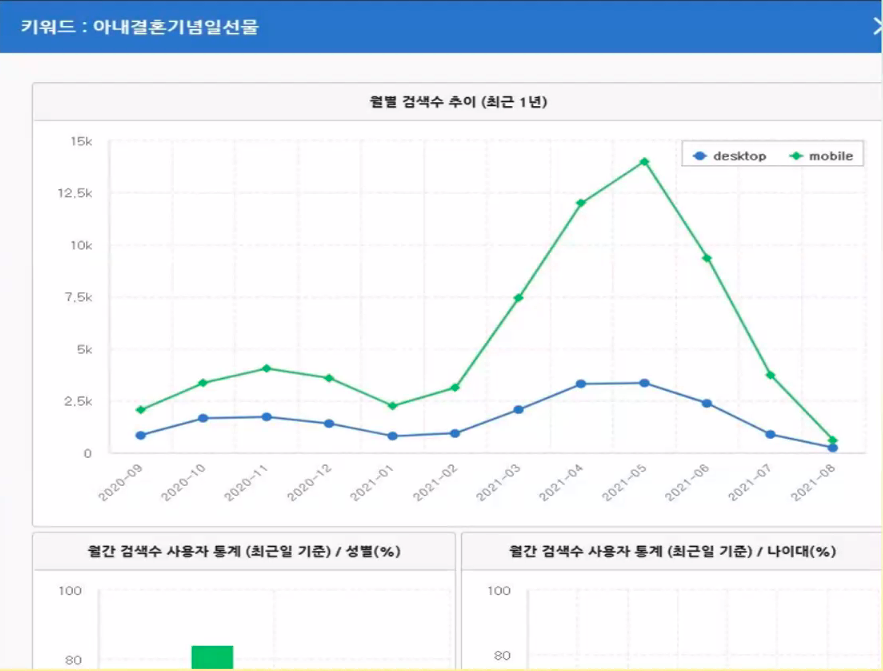 키워드 : 아내결혼기념일선물
월별 검색수 추이 (최근 1년)
desktop mobile
15k
12,5k
10k
7,5k
5k
2,5k
0
2020-09 2020-10 2020-11 2020-12 2021-01 2021-02 2021-03 2021-04 2021-05 2021-06 2021-07 2021-08
월간 검색수 사용자 통계 (최근일 기준) / 성별(%)
100
80
월간 검색수 사용자 통계 (최근일 기준) / 나이대(%)
100
80